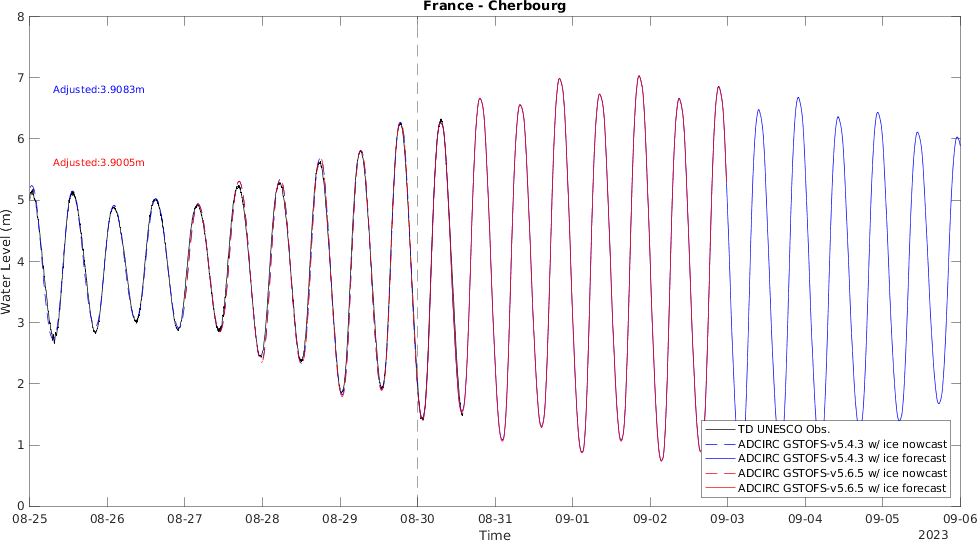 France - Cherbourg
8
7
6
5
4
3
2
1
0
Water Level (m)
Adjusted:3.9083m
Adjusted:3.9005m
TD UNESCO Obs.
ADCIRC GSTOFS-v5.4.3 w/ ice nowcast
ADCIRC GSTOFS-v5.4.3 w/ ice forecast
ADCIRC GSTOFS-v5.6.5 w/ ice nowcast
ADCIRC GSTOFS-v5.6.5 w/ ice forecast
08-25 08-26 08-27 08-28 08-29 08-30 08-31 09-01 09-02 09-03 09-04 09-05 09-06
Time
2023